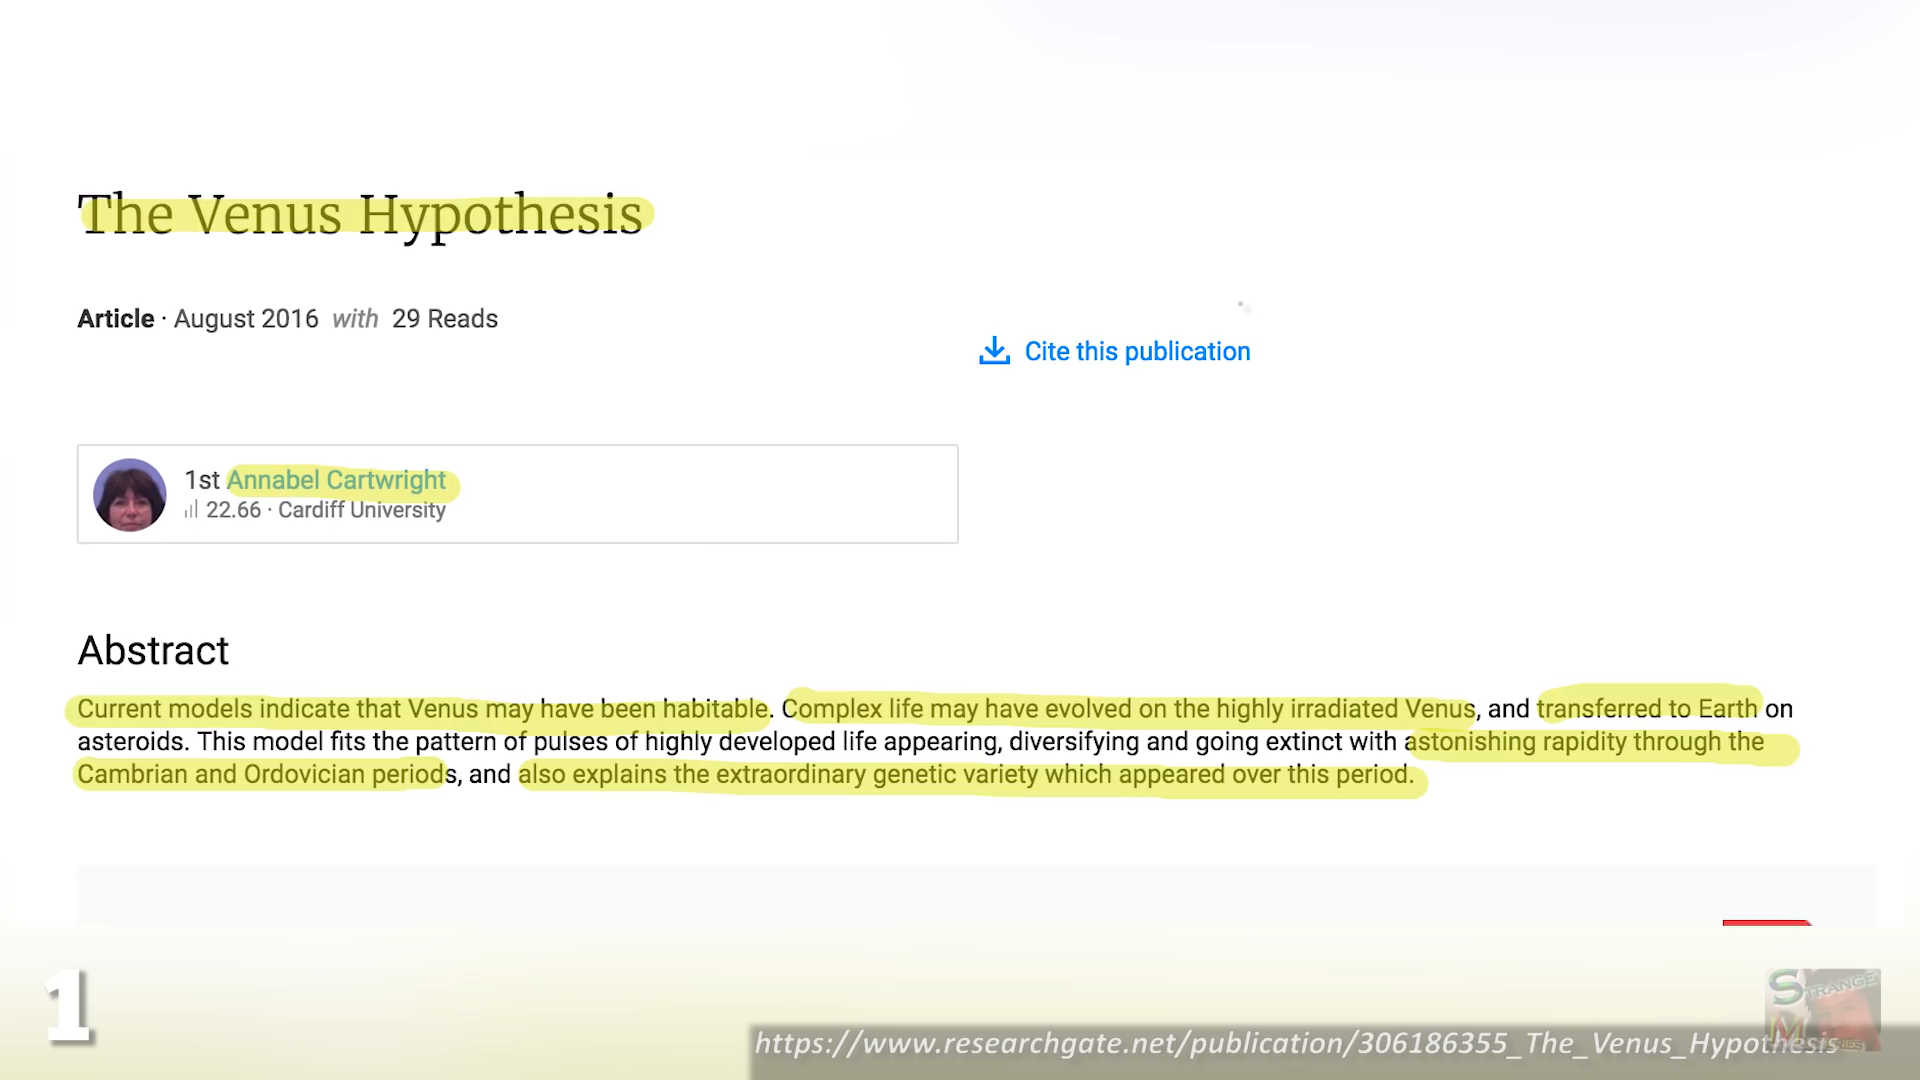 The Venus Hypothesis
Article · August 2016 with 29 Reads
Cite this publication
1st Annabel Cartwright
22.66 · Cardiff University
Abstract
Current models indicate that Venus may have been habitable. Complex life may have evolved on the highly irradiated Venus, and transferred to Earth on
asteroids. This model fits the pattern of pulses of highly developed life appearing, diversifying and going extinct with astonishing rapidity through the
Cambrian and Ordovician periods, and also explains the extraordinary genetic variety which appeared over this period.
1
STRANGE
https://www.researchgate.net/publication/306186355_The_Venus_Hypothesis